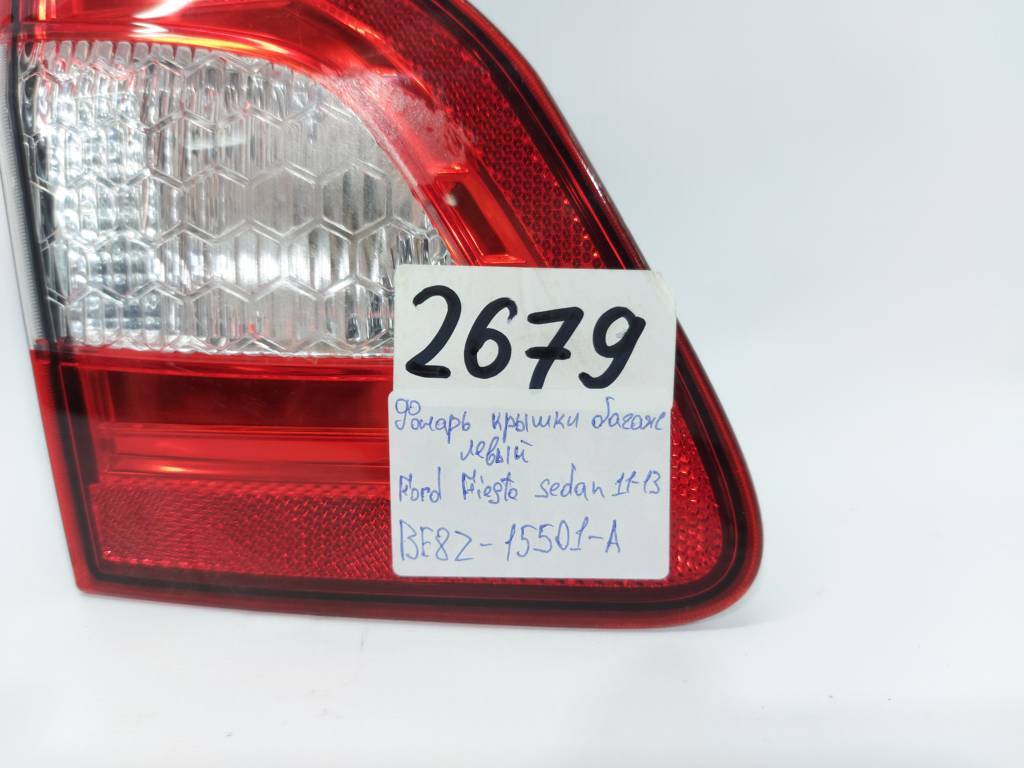 2679
Фонарь крышки багаж
левый
Ford Fiesta sedan 11-13
BE8Z-15501-A